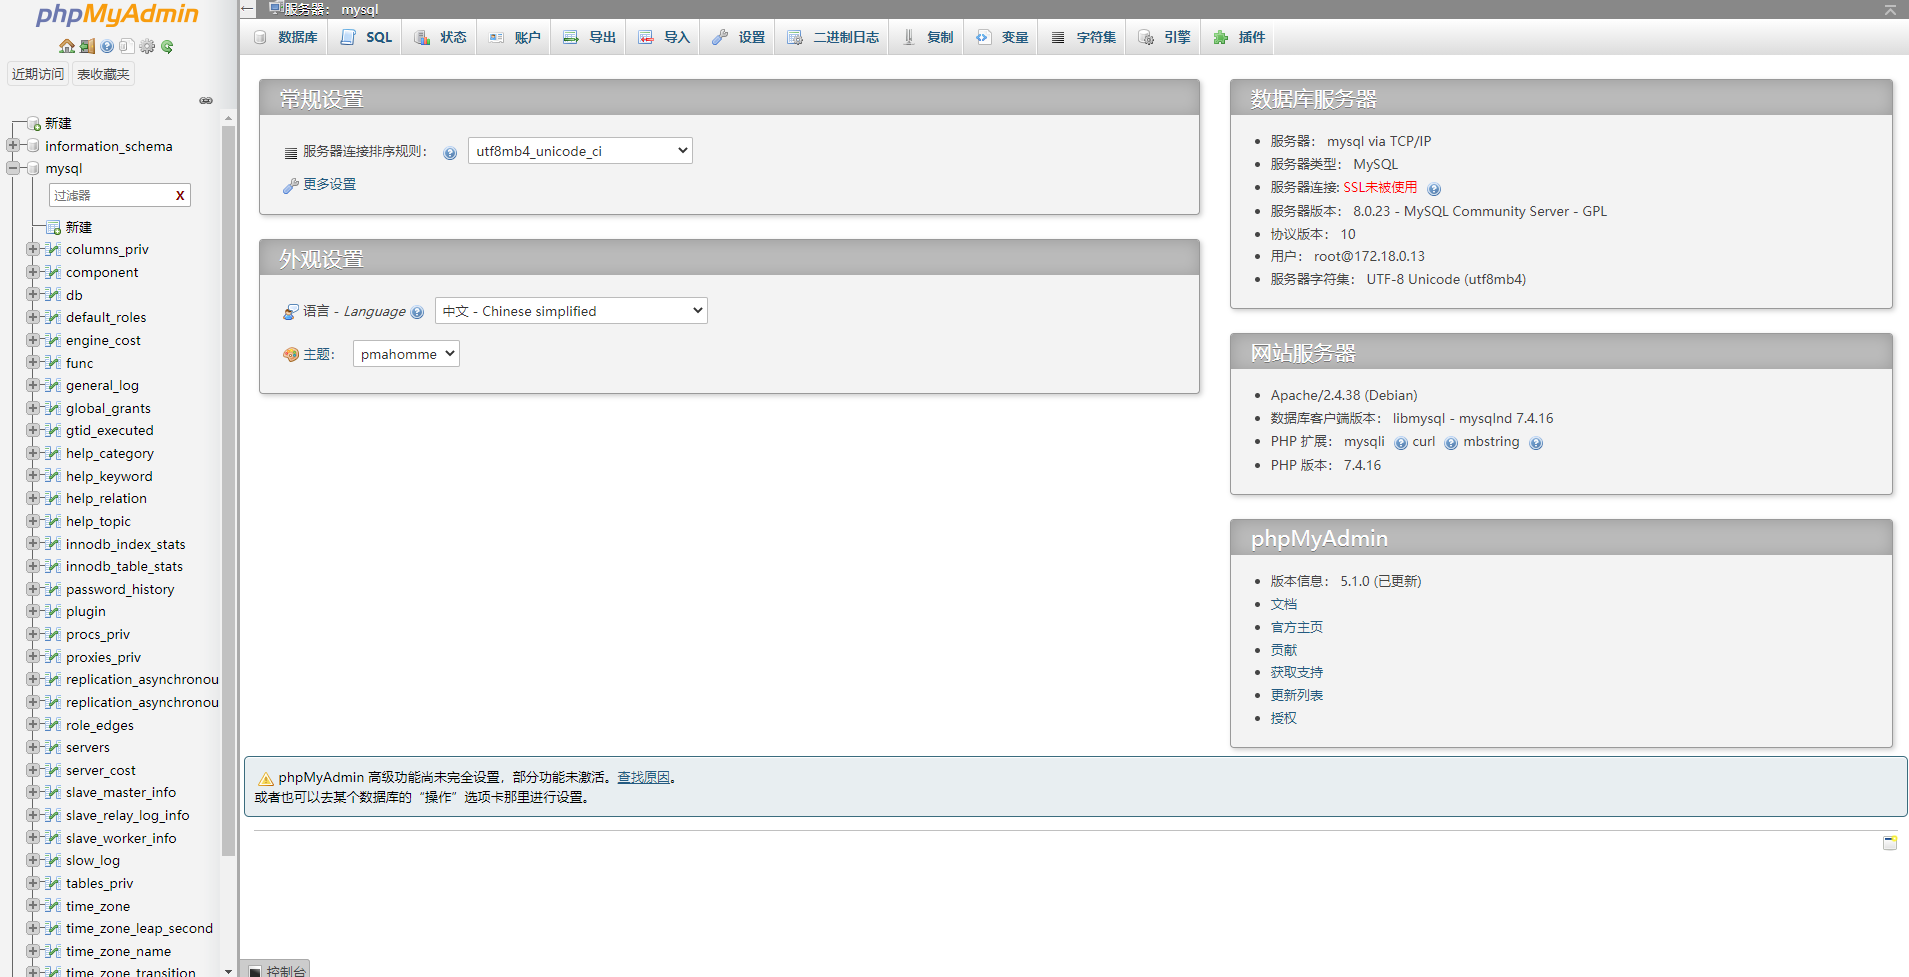 phpMyAdmin
近期访问 表收藏夹
新建
information_schema
mysql
过滤器 X
新建
columns_priv
component
db
default_roles
engine_cost
func
general_log
global_grants
gtid_executed
help_category
help_keyword
help_relation
help_topic
innodb_index_stats
innodb_table_stats
password_history
plugin
procs_priv
proxies_priv
replication_asynchronou
replication_asynchronou
role_edges
servers
server_cost
slave_master_info
slave_relay_log_info
slave_worker_info
slow_log
tables_priv
time_zone
time_zone_leap_second
time_zone_name
time_zone_transition
服务器: mysql
数据库 SQL 状态 账户 导出 导入 设置 二进制日志 复制 变量 字符集 引擎 插件
常规设置
服务器连接排序规则: utf8mb4_unicode_ci
更多设置
外观设置
语言 - Language 中文 - Chinese simplified
主题: pmahomme
数据库服务器
服务器: mysql via TCP/IP
服务器类型: MySQL
服务器连接: SSL未被使用
服务器版本: 8.0.23 - MySQL Community Server - GPL
协议版本: 10
用户: root@172.18.0.13
服务器字符集: UTF-8 Unicode (utf8mb4)
网站服务器
Apache/2.4.38 (Debian)
数据库客户端版本: libmysql - mysqlnd 7.4.16
PHP 扩展: mysqli curl mbstring
PHP 版本: 7.4.16
phpMyAdmin
版本信息: 5.1.0 (已更新)
文档
官方主页
贡献
获取支持
更新列表
授权
phpMyAdmin 高级功能尚未完全设置，部分功能未激活。查找原因。
或者也可以去某个数据库的“操作”选项卡那里进行设置。
控制台